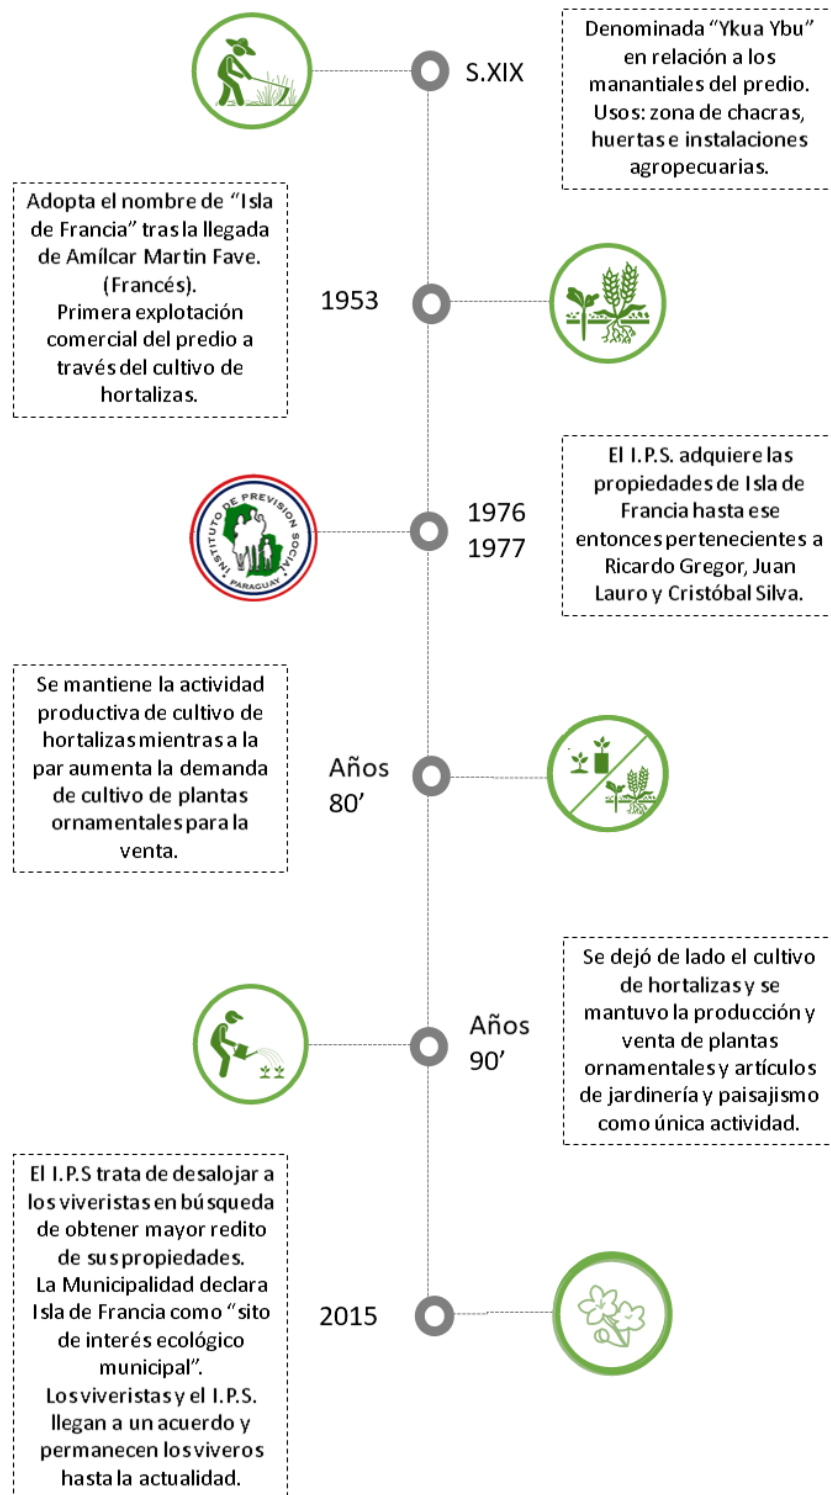 S.XIX
Denominada “Ykua Ybu”
en relación a los
manantiales del predio.
Usos: zona de chacras,
huertas e instalaciones
agropecuarias.
Adopta el nombre de “Isla
de Francia” tras la llegada
de Amílcar Martin Fave.
(Francés).
Primera explotación
comercial del predio a
través del cultivo de
hortalizas.
1953
INSTITUTO DE PREVISION SOCIAL
PARAGUAY
1976
1977
El I.P.S. adquiere las
propiedades de Isla de
Francia hasta ese
entonces pertenecientes a
Ricardo Gregor, Juan
Lauro y Cristóbal Silva.
Se mantiene la actividad
productiva de cultivo de
hortalizas mientras a la
par aumenta la demanda
de cultivo de plantas
ornamentales para la
venta.
Años
80’
Años
90’
Se dejó de lado el cultivo
de hortalizas y se
mantuvo la producción y
venta de plantas
ornamentales y artículos
de jardinería y paisajismo
como única actividad.
El I.P.S trata de desalojar a
los viveristas en búsqueda
de obtener mayor redito
de sus propiedades.
La Municipalidad declara
Isla de Francia como “sito
de interés ecológico
municipal”.
Los viveristas y el I.P.S.
llegan a un acuerdo y
permanecen los viveros
hasta la actualidad.
2015